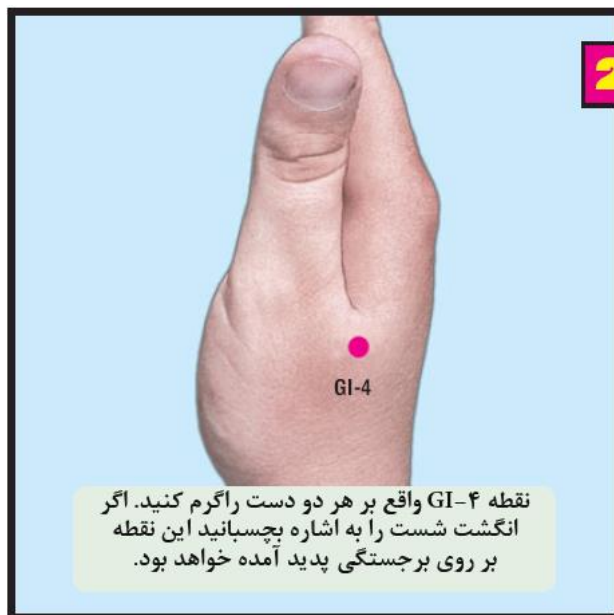 2
GI-4
نقطه GI-۴ واقع بر هر دو دست راگرم کنید. اگر
انگشت شست را به اشاره بچسبانید این نقطه
بر روی برجستگی پدید آمده خواهد بود.